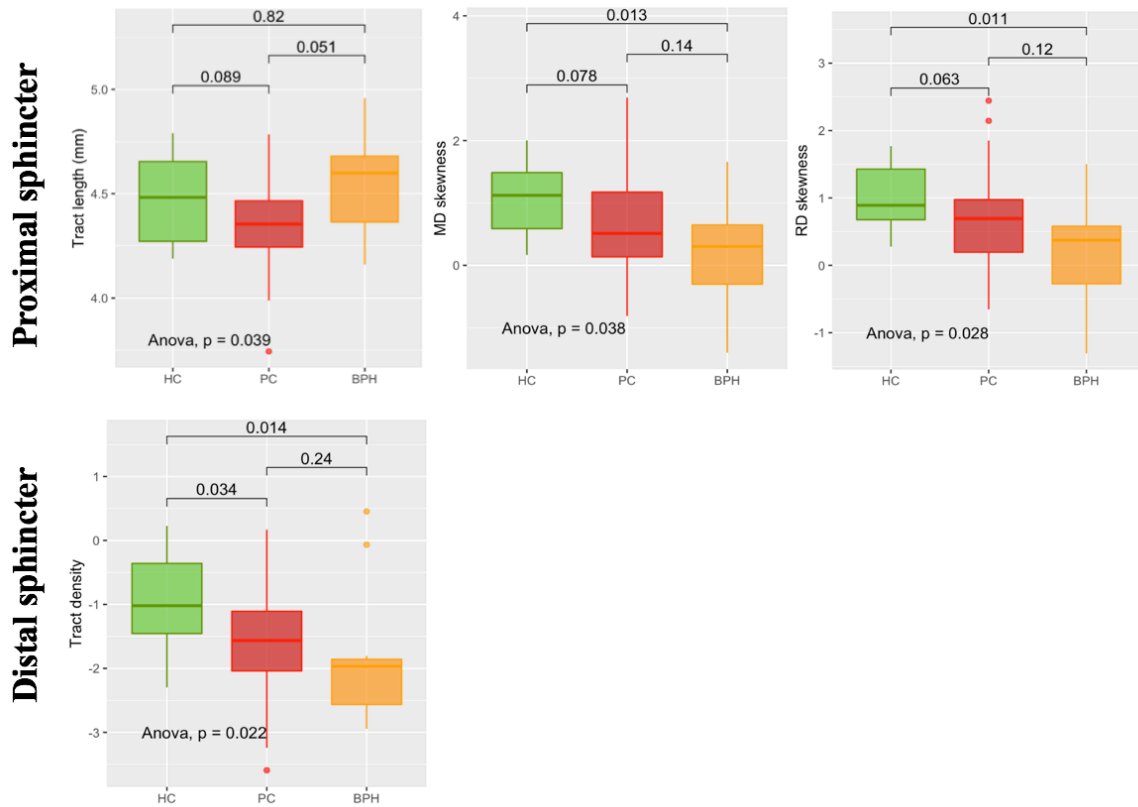 Proximal sphincter
0.82
0.051
0.089
Tract length (mm)
5.0
4.5
4.0
Anova, p = 0.039
HC PC BPH
0.013
0.14
0.078
MD skewness
4
2
0
Anova, p = 0.038
HC PC BPH
0.011
0.12
0.063
RD skewness
3
2
1
0
-1
Anova, p = 0.028
HC PC BPH
Distal sphincter
0.014
0.24
0.034
Tract density
1
0
-1
-2
-3
Anova, p = 0.022
HC PC BPH